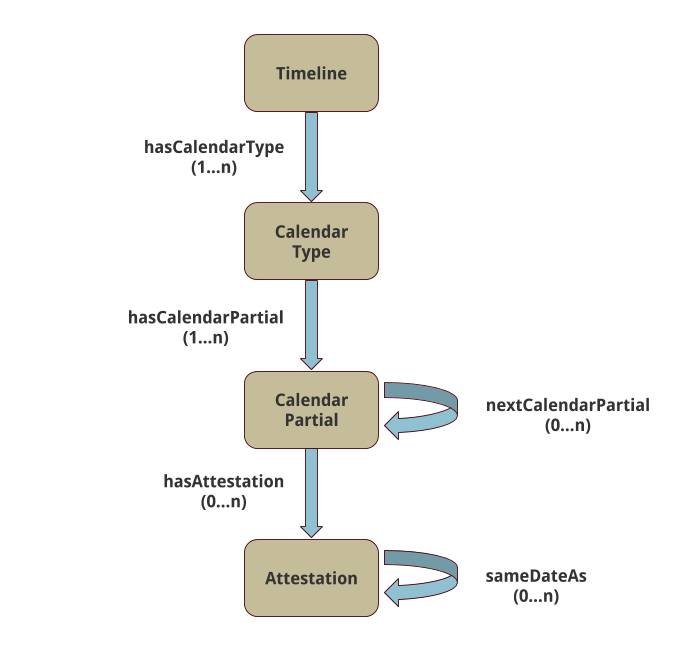 Timeline
hasCalendarType
(1...n)
Calendar
Type
hasCalendarPartial
(1...n)
Calendar
Partial
nextCalendarPartial
(0...n)
hasAttestation
(0...n)
Attestation
sameDateAs
(0...n)